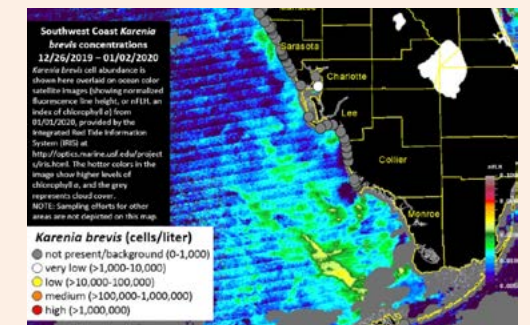 Southwest Coast Karenia
brevis concentrations
12/26/2019 – 01/02/2020
Karenia brevis cell abundance is
shown here overlaid on ocean color
satellite images (showing normalized
fluorescence line height, or nFLH, an
index of chlorophyll a) from
01/01/2020, provided by the
Integrated Red Tide Information
System (IRIS) at
http://optics.marine.usf.edu/project
s/iris.html. The hotter colors in the
image show higher levels of
chlorophyll a, and the grey
represents cloud cover.
NOTE: Sampling efforts for other
areas are not depicted on this map.
Sarasota
Charlotte
Lee
Collier
Monroe
Karenia brevis (cells/liter)
not present/background (0-1,000)
very low (>1,000-10,000)
low (>10,000-100,000)
medium (>100,000-1,000,000)
high (>1,000,000)
nFLH